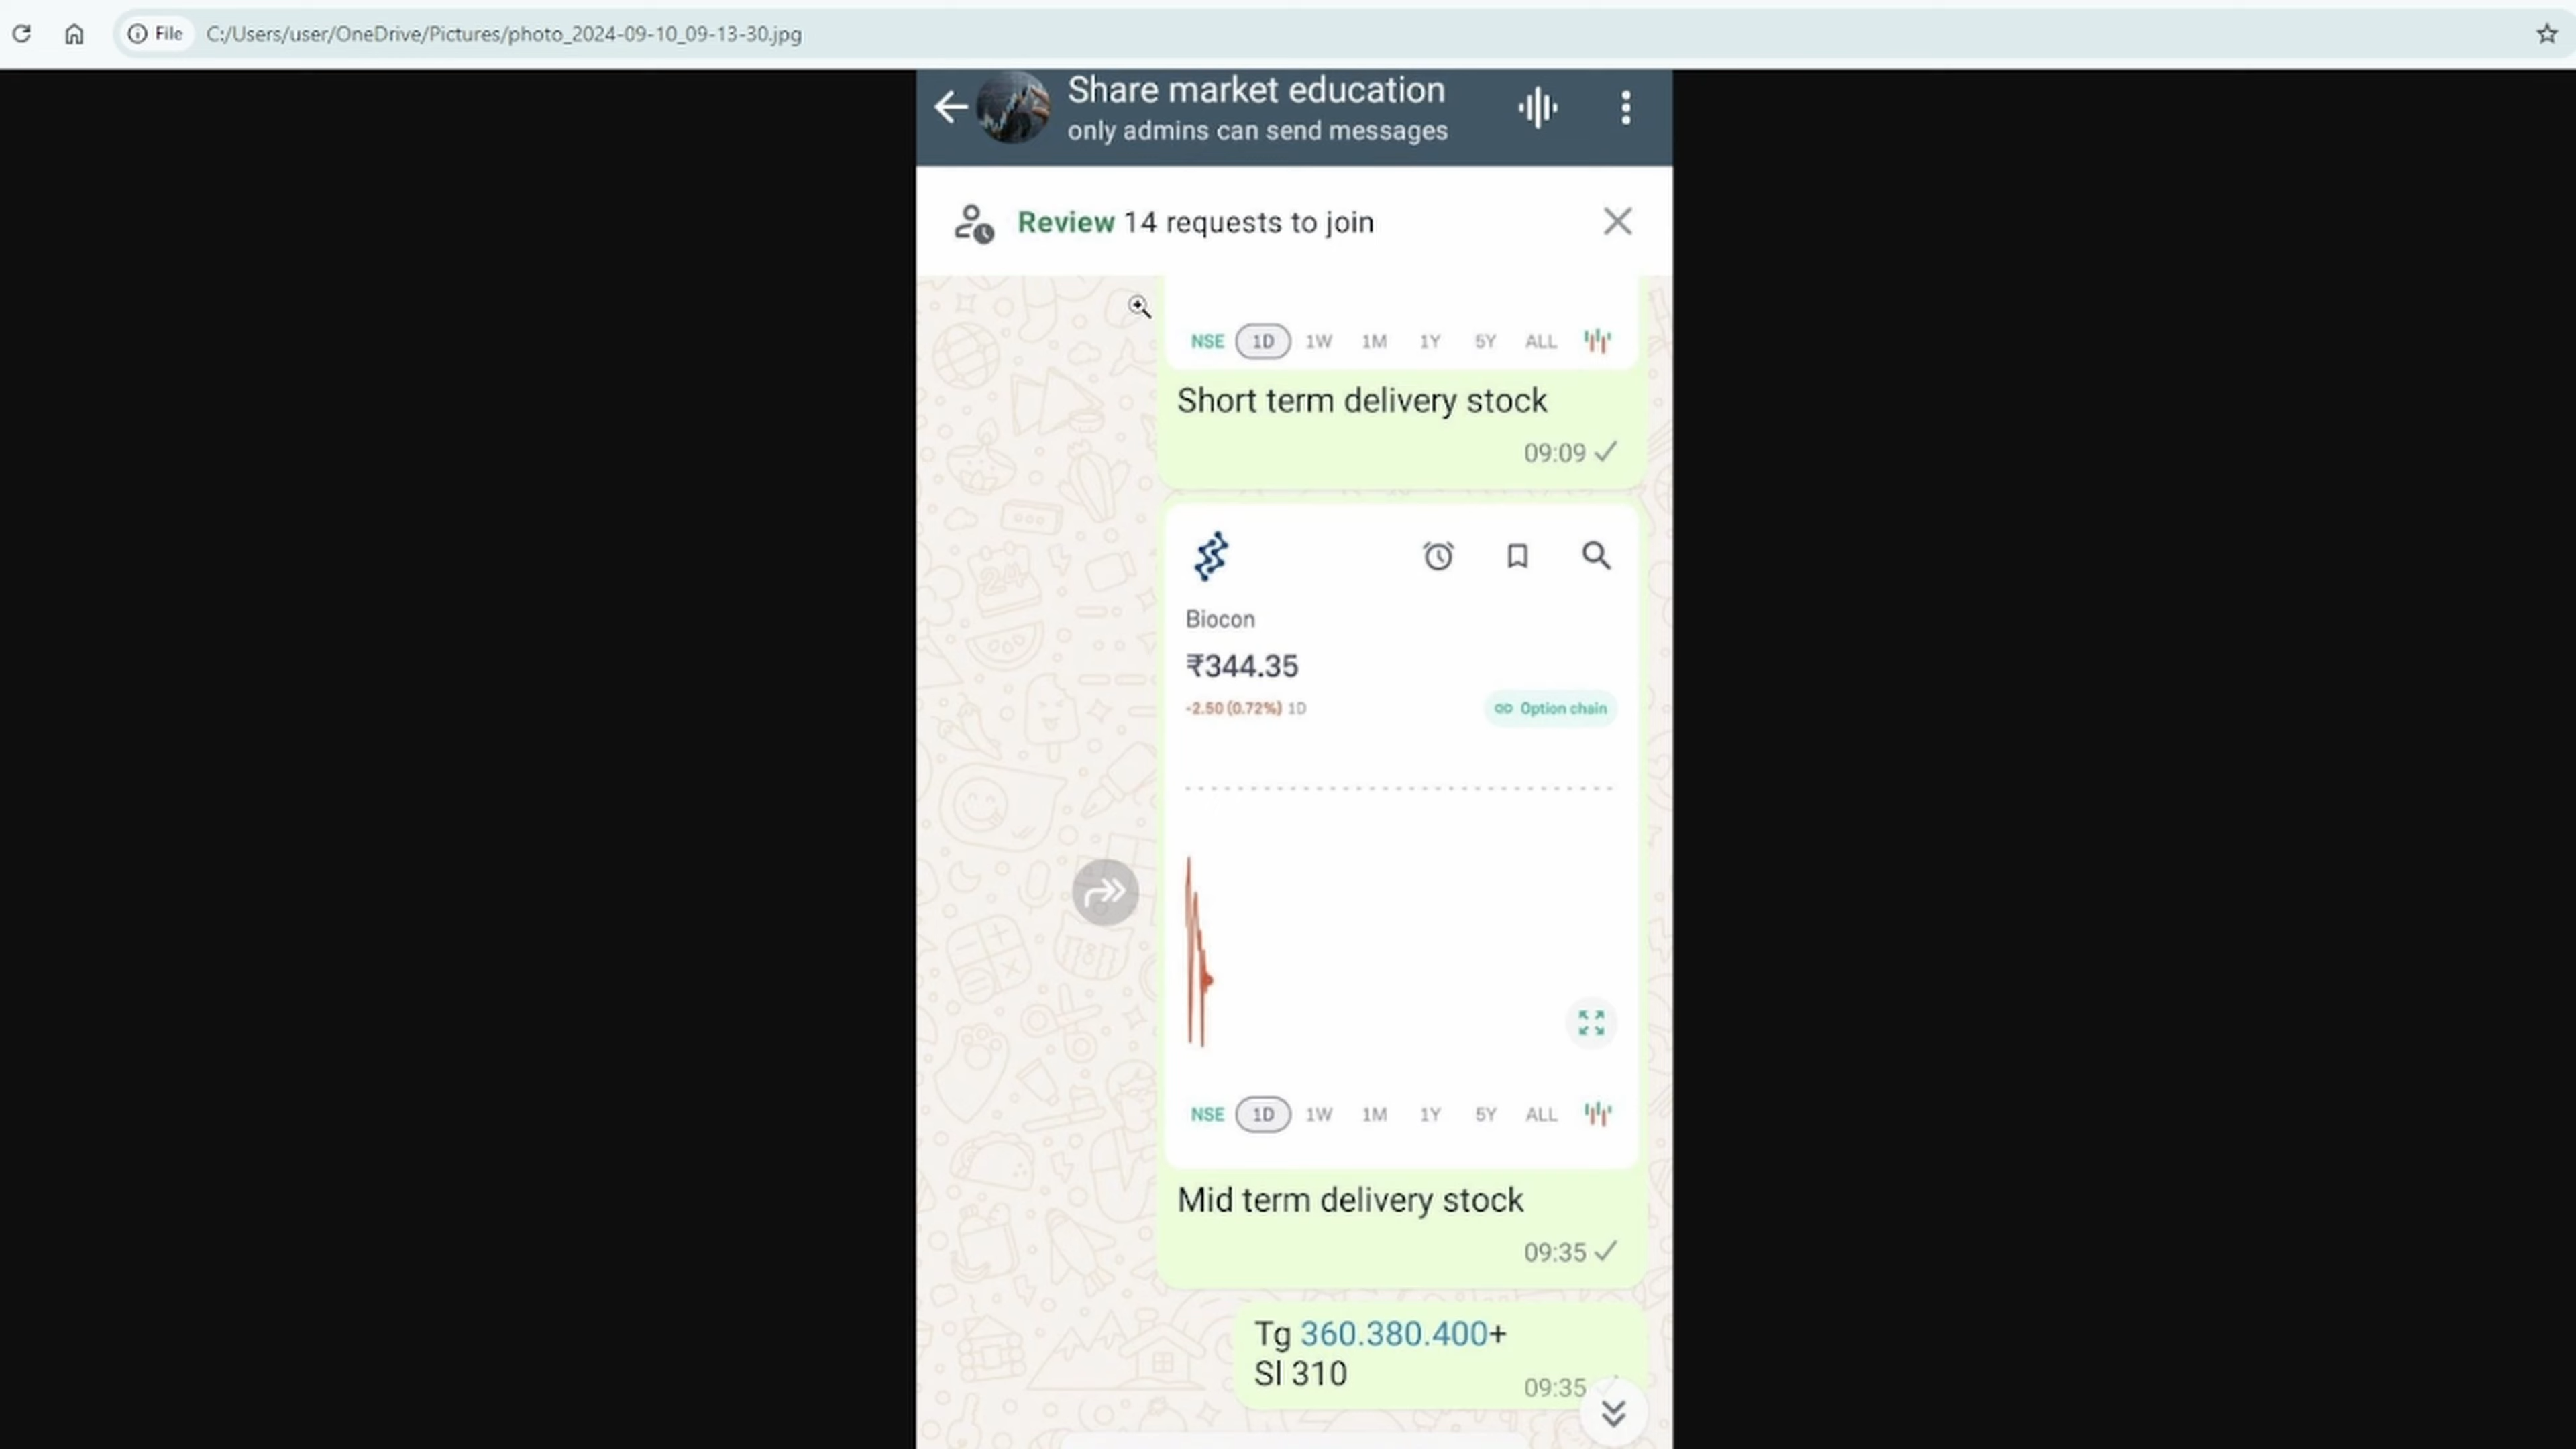 File C:/Users/user/OneDrive/Pictures/photo_2024-09-10_09-13-30.jpg
Share market education
only admins can send messages
Review 14 requests to join
NSE 1D 1W 1M 1Y 5Y ALL
Short term delivery stock
09:09
Biocon
₹344.35
-2.50 (0.72%) 1D
Option chain
NSE 1D 1W 1M 1Y 5Y ALL
Mid term delivery stock
09:35
Tg 360.380.400+
Sl 310
09:35